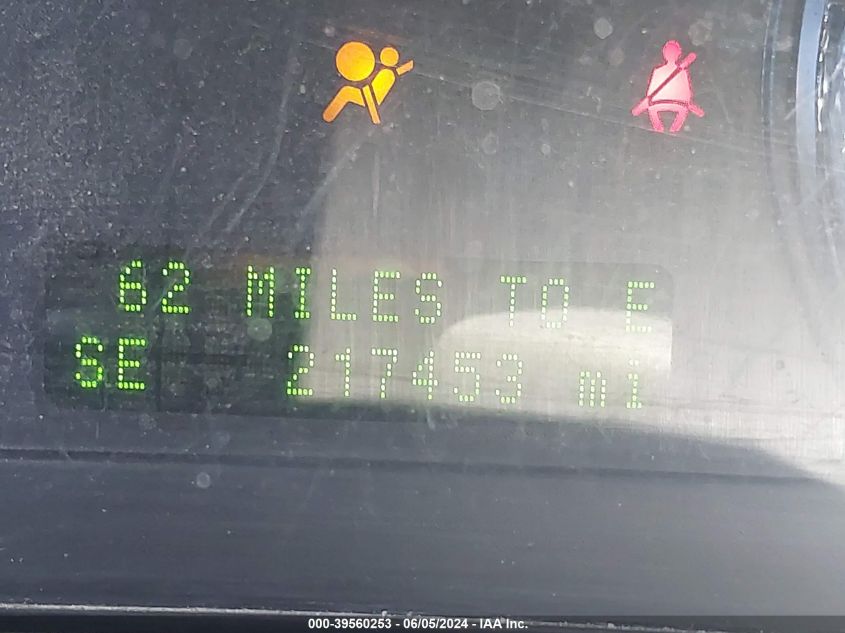 62 MILES TO E
SE 217453 mi
000-39560253 - 06/05/2024 - IAA Inc.